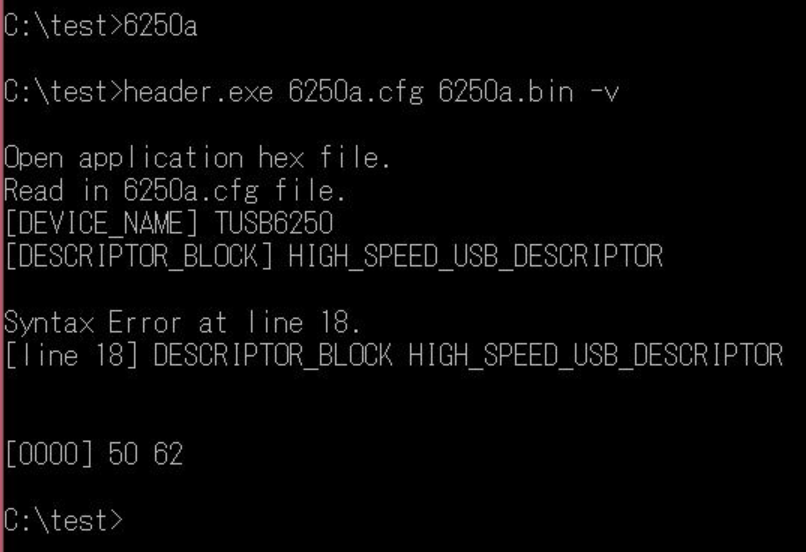 C:\test>6250a
C:\test>header.exe 6250a.cfg 6250a.bin -v
Open application hex file.
Read in 6250a.cfg file.
[DEVICE_NAME] TUSB6250
[DESCRIPTOR_BLOCK] HIGH_SPEED_USB_DESCRIPTOR
Syntax Error at line 18.
[line 18] DESCRIPTOR_BLOCK HIGH_SPEED_USB_DESCRIPTOR
[0000] 50 62
C:\test>